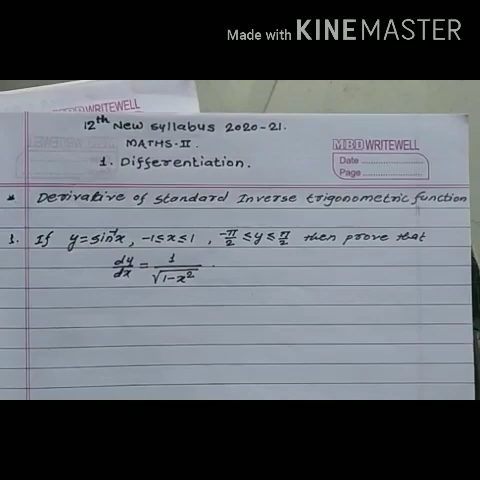 Made with KINEMASTER
MBD WRITEWELL
12th New Syllabus 2020-21.
MATHS-II.
1. Differentiation.
MBD WRITEWELL
Date ....................
Page ....................
* Derivative of standard Inverse trigonometric function
1. If y = sin⁻¹x, -1≤x≤1, -π/2 ≤ y ≤ π/2 then prove that
dy/dx = 1/√(1-x²).